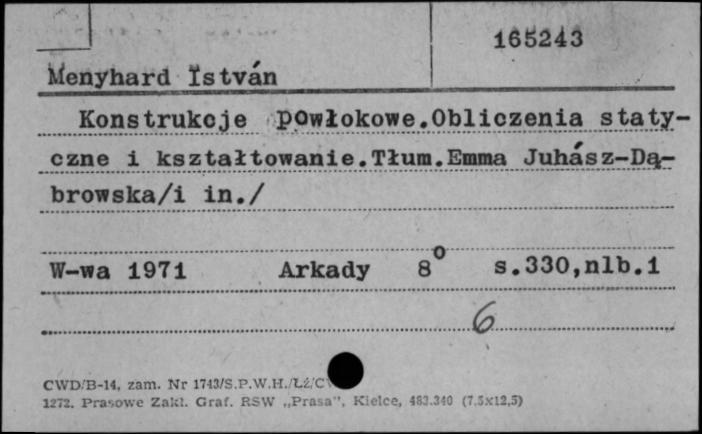 165243
Menyhard István
Konstrukcje powłokowe.Obliczenia staty-
czne i kształtowanie.Tłum.Emma Juhász-Dą-
browska/i in./
W-wa 1971 Arkady 8° s.330,nlb.1
6
CWD/B-14, zam. Nr 1743/S.P.W.H./Łź/C
1272. Prasowe Zakł. Graf. RSW „Prasa", Kielce, 483.340 (7,5x12,5)